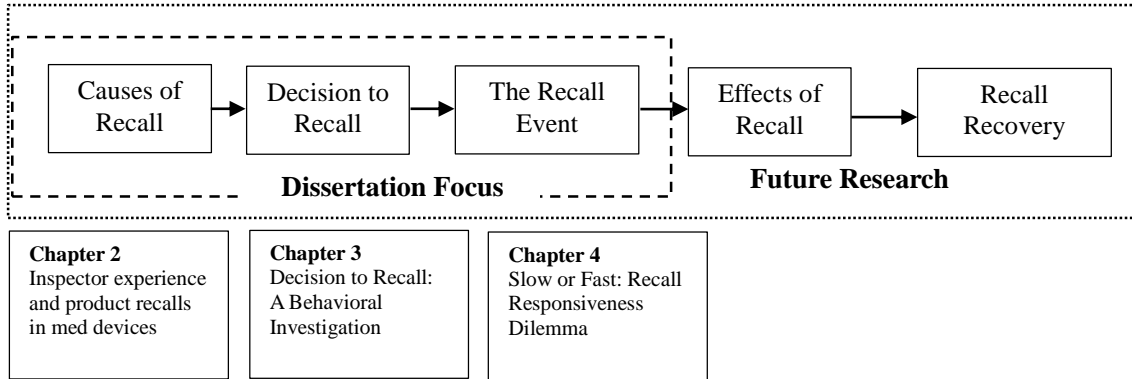 Causes of
Recall
Decision to
Recall
The Recall
Event
Effects of
Recall
Recall
Recovery
Dissertation Focus
Future Research
Chapter 2
Inspector experience
and product recalls
in med devices
Chapter 3
Decision to Recall:
A Behavioral
Investigation
Chapter 4
Slow or Fast: Recall
Responsiveness
Dilemma